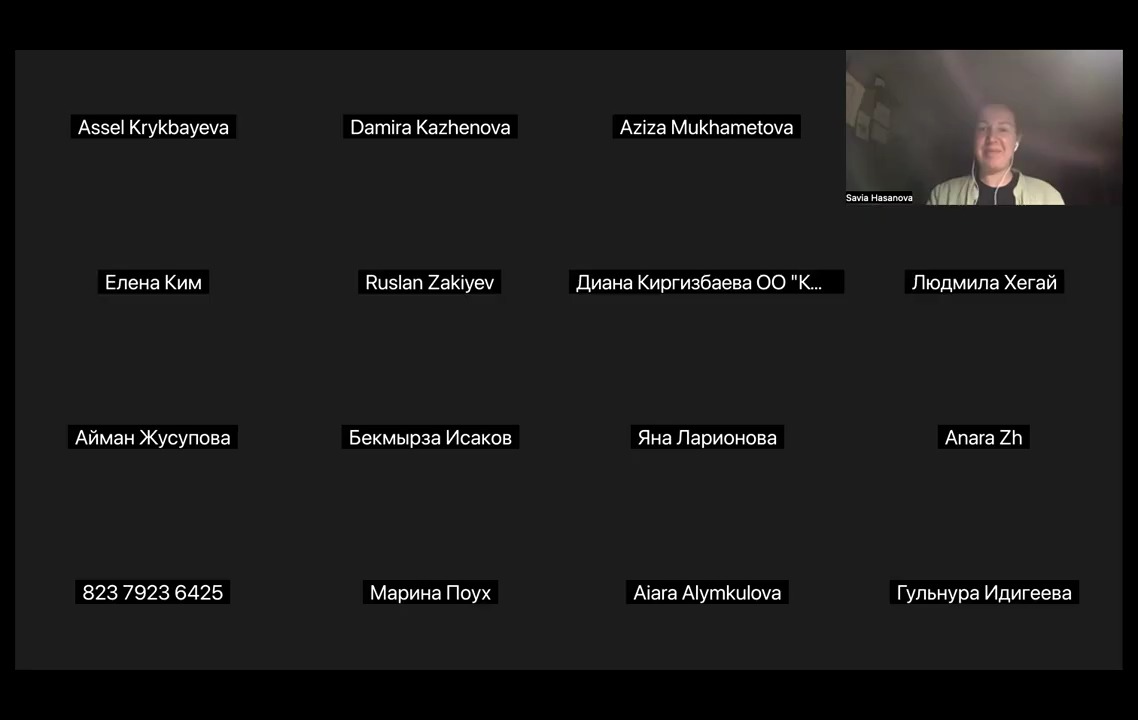 Assel Krykbayeva
Damira Kazhenova
Aziza Mukhametova
Savia Hasanova
Елена Ким
Ruslan Zakiyev
Диана Киргизбаева ОО "К...
Людмила Хегай
Айман Жусупова
Бекмырза Исаков
Яна Ларионова
Anara Zh
823 7923 6425
Марина Поух
Aiara Alymkulova
Гульнура Идигеева